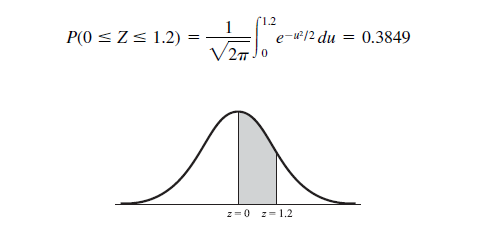 P(0 ≤ Z ≤ 1.2) = 1/√2π ∫₀^1.2 e^−u²/2 du = 0.3849
z = 0 z = 1.2